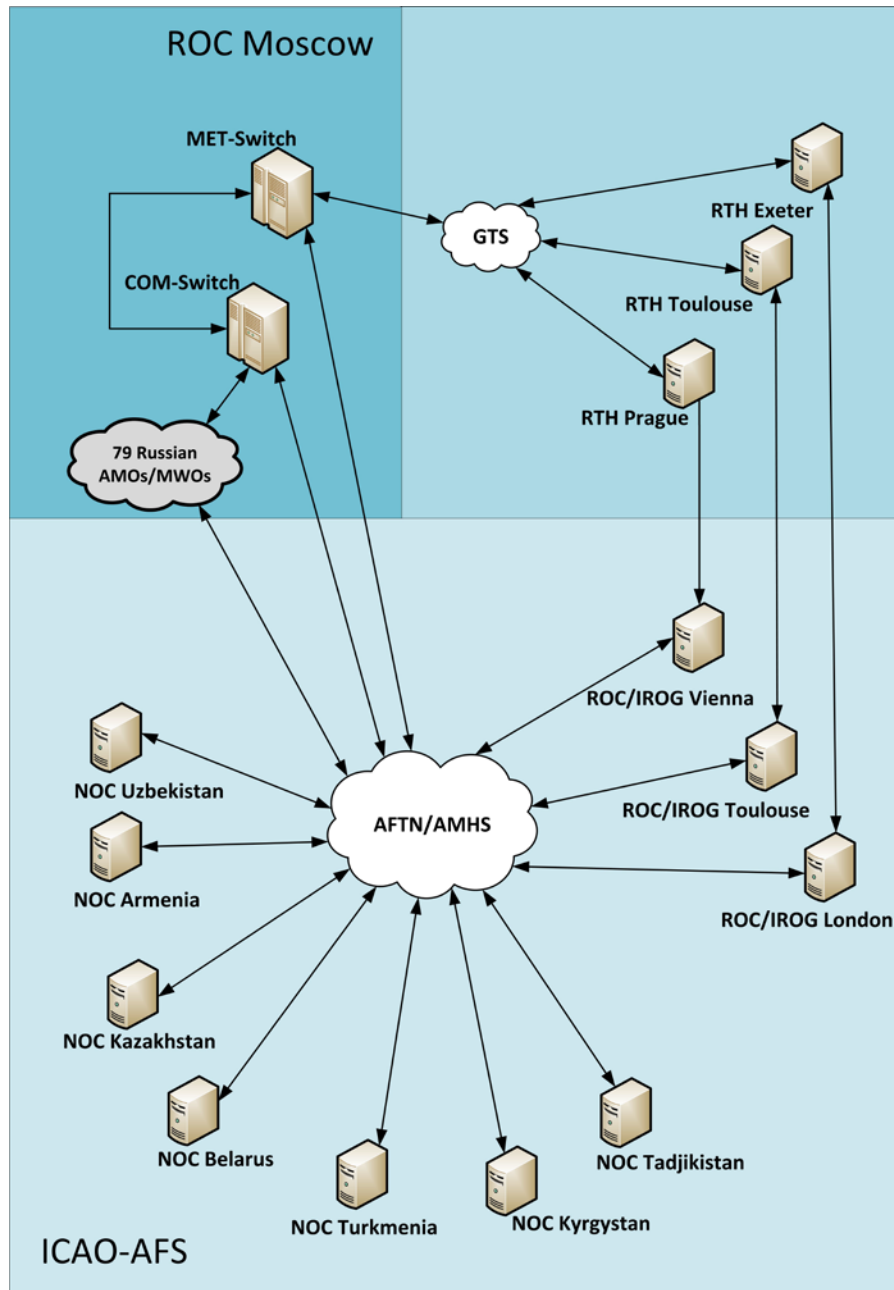 ROC Moscow
MET-Switch
RTH Exeter
GTS
COM-Switch
RTH Toulouse
RTH Prague
79 Russian
AMOs/MWOs
ROC/IROG Vienna
NOC Uzbekistan
ROC/IROG Toulouse
AFTN/AMHS
NOC Armenia
ROC/IROG London
NOC Kazakhstan
NOC Belarus
NOC Tadjikistan
NOC Turkmenia
NOC Kyrgystan
ICAO-AFS